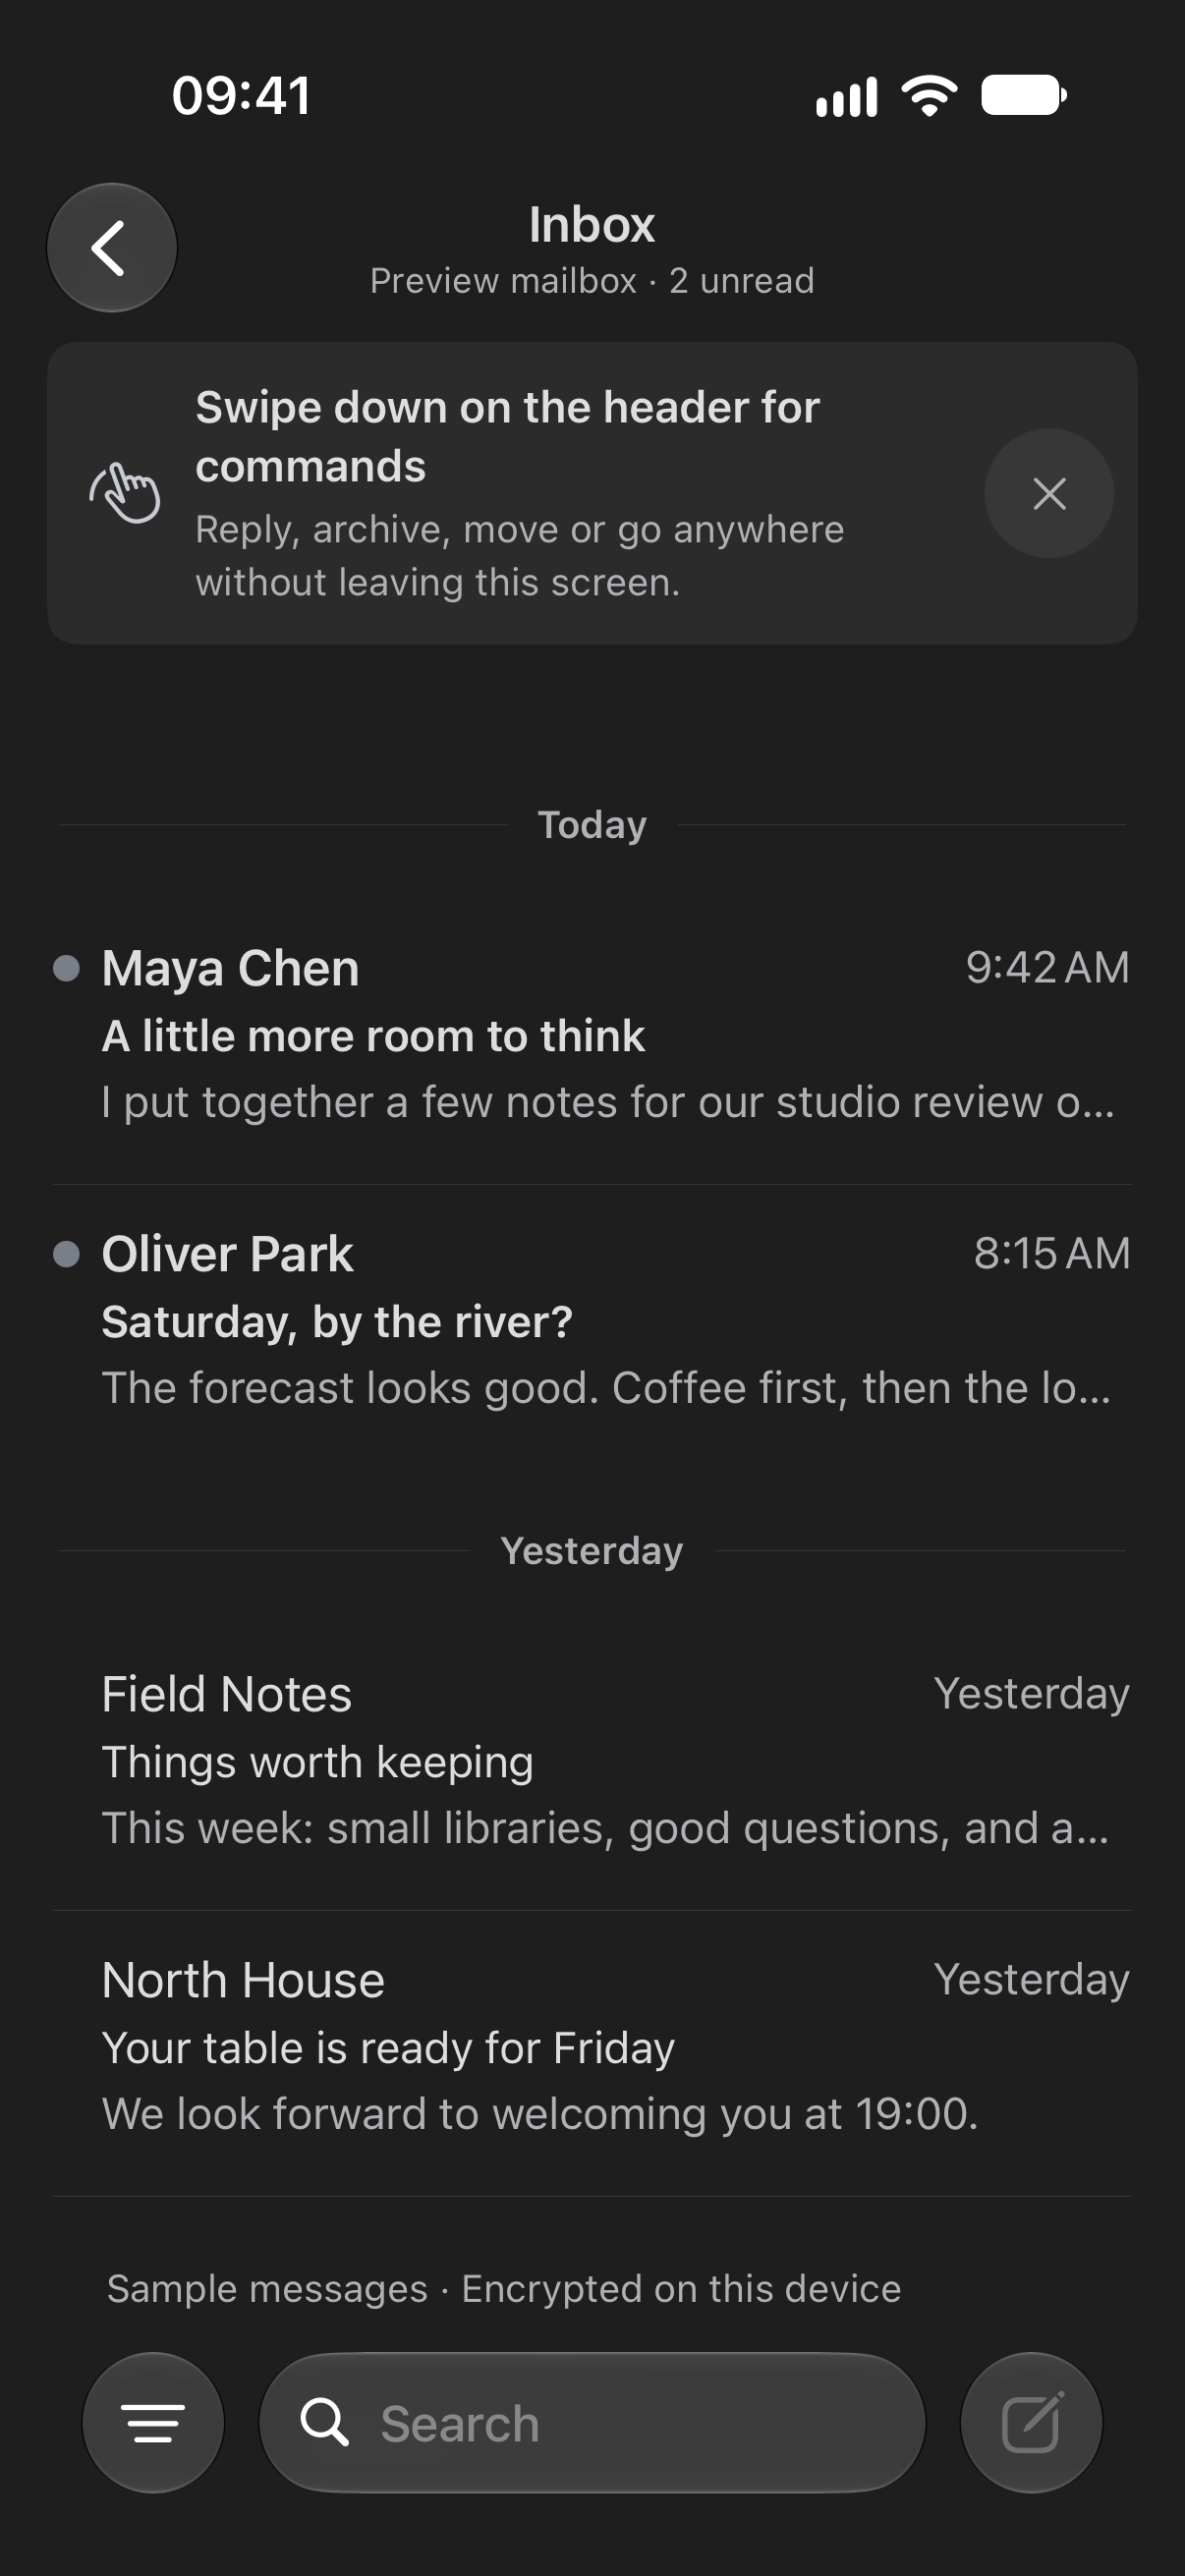 09:41
Inbox
Preview mailbox · 2 unread
Swipe down on the header for
commands
Reply, archive, move or go anywhere
without leaving this screen.
Today
Maya Chen 9:42 AM
A little more room to think
I put together a few notes for our studio review o...
Oliver Park 8:15 AM
Saturday, by the river?
The forecast looks good. Coffee first, then the lo...
Yesterday
Field Notes Yesterday
Things worth keeping
This week: small libraries, good questions, and a...
North House Yesterday
Your table is ready for Friday
We look forward to welcoming you at 19:00.
Sample messages · Encrypted on this device
Search